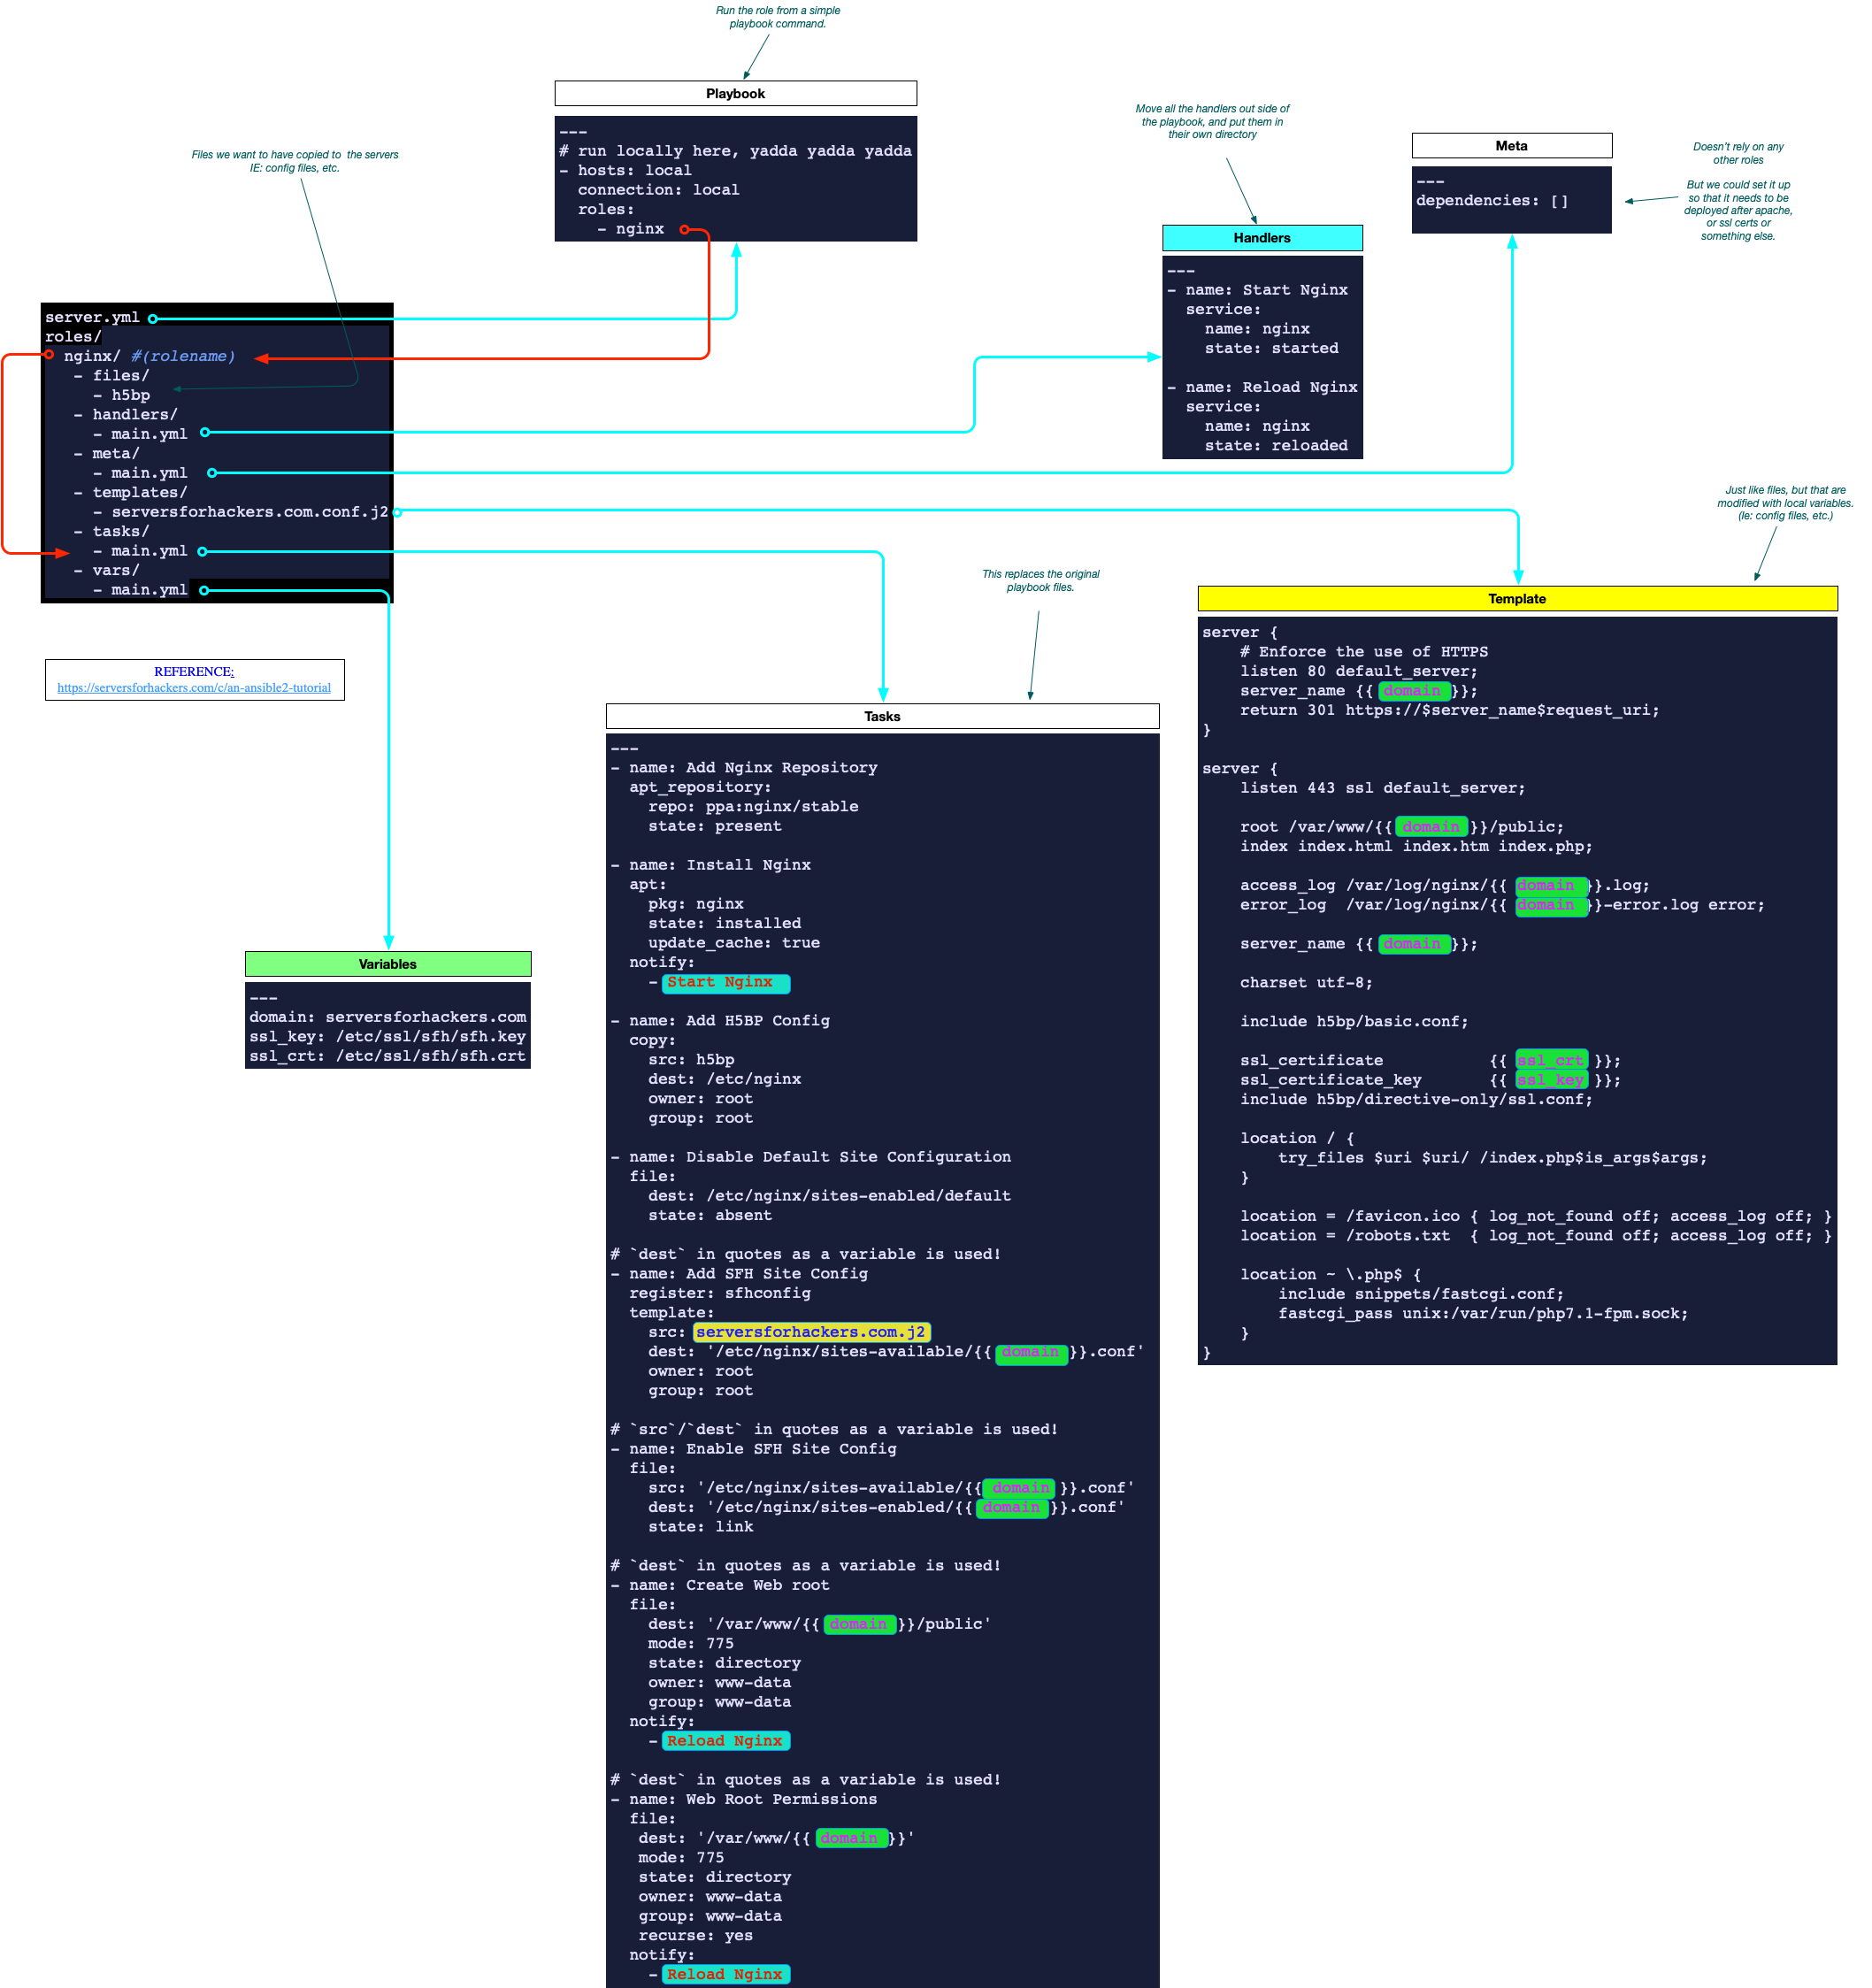 Run the role from a simple
playbook command.
Playbook
---
# run locally here, yadda yadda yadda
- hosts: local
  connection: local
  roles:
    - nginx
Move all the handlers out side of
the playbook, and put them in
their own directory
Handlers
---
- name: Start Nginx
  service:
    name: nginx
    state: started

- name: Reload Nginx
  service:
    name: nginx
    state: reloaded
Meta
---
dependencies: []
Doesn't rely on any
other roles
But we could set it up
so that it needs to be
deployed after apache,
or ssl certs or
something else.
Files we want to have copied to the servers
IE: config files, etc.
server.yml
roles/
  nginx/ #(rolename)
   - files/
     - h5bp
   - handlers/
     - main.yml
   - meta/
     - main.yml
   - templates/
     - serversforhackers.com.conf.j2
   - tasks/
     - main.yml
   - vars/
     - main.yml
REFERENCE:
https://serversforhackers.com/c/an-ansible2-tutorial
Variables
---
domain: serversforhackers.com
ssl_key: /etc/ssl/sfh/sfh.key
ssl_crt: /etc/ssl/sfh/sfh.crt
This replaces the original
playbook files.
Tasks
---
- name: Add Nginx Repository
  apt_repository:
    repo: ppa:nginx/stable
    state: present

- name: Install Nginx
  apt:
    pkg: nginx
    state: installed
    update_cache: true
  notify:
    - Start Nginx

- name: Add H5BP Config
  copy:
    src: h5bp
    dest: /etc/nginx
    owner: root
    group: root

- name: Disable Default Site Configuration
  file:
    dest: /etc/nginx/sites-enabled/default
    state: absent

# `dest` in quotes as a variable is used!
- name: Add SFH Site Config
  register: sfhconfig
  template:
    src: serversforhackers.com.j2
    dest: '/etc/nginx/sites-available/{{ domain }}.conf'
    owner: root
    group: root

# `src`/`dest` in quotes as a variable is used!
- name: Enable SFH Site Config
  file:
    src: '/etc/nginx/sites-available/{{ domain }}.conf'
    dest: '/etc/nginx/sites-enabled/{{ domain }}.conf'
    state: link

# `dest` in quotes as a variable is used!
- name: Create Web root
  file:
    dest: '/var/www/{{ domain }}/public'
    mode: 775
    state: directory
    owner: www-data
    group: www-data
  notify:
    - Reload Nginx

# `dest` in quotes as a variable is used!
- name: Web Root Permissions
  file:
   dest: '/var/www/{{ domain }}'
   mode: 775
   state: directory
   owner: www-data
   group: www-data
   recurse: yes
  notify:
    - Reload Nginx
Just like files, but that are
modified with local variables.
(Ie: config files, etc.)
Template
server {
    # Enforce the use of HTTPS
    listen 80 default_server;
    server_name {{ domain }};
    return 301 https://$server_name$request_uri;
}

server {
    listen 443 ssl default_server;

    root /var/www/{{ domain }}/public;
    index index.html index.htm index.php;

    access_log /var/log/nginx/{{ domain }}.log;
    error_log  /var/log/nginx/{{ domain }}-error.log error;

    server_name {{ domain }};

    charset utf-8;

    include h5bp/basic.conf;

    ssl_certificate           {{ ssl_crt }};
    ssl_certificate_key       {{ ssl_key }};
    include h5bp/directive-only/ssl.conf;

    location / {
        try_files $uri $uri/ /index.php$is_args$args;
    }

    location = /favicon.ico { log_not_found off; access_log off; }
    location = /robots.txt  { log_not_found off; access_log off; }

    location ~ \.php$ {
        include snippets/fastcgi.conf;
        fastcgi_pass unix:/var/run/php7.1-fpm.sock;
    }
}